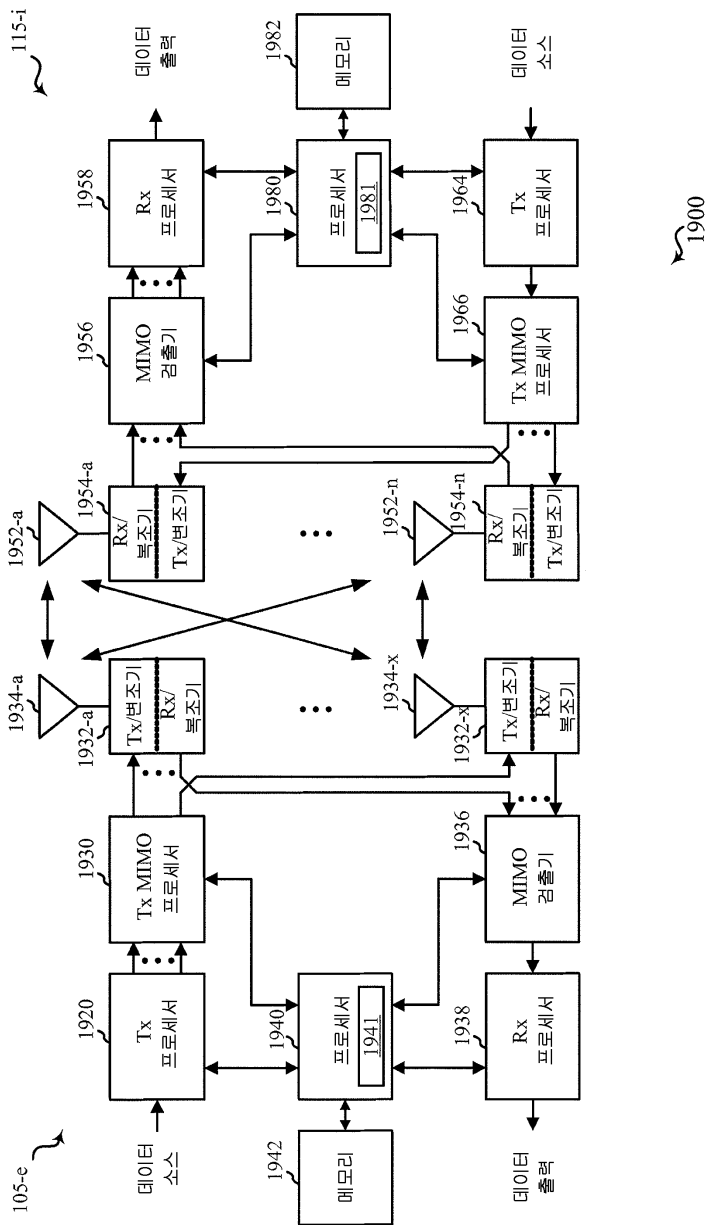 105-e
115-i
데이터
소스
1920
Tx
프로세서
1930
Tx MIMO
프로세서
1932-a
Tx/변조기
Rx/
복조기
1934-a
1952-a
1954-a
Rx/
복조기
Tx/변조기
1956
MIMO
검출기
1958
Rx
프로세서
데이터
출력
1942
메모리
1940
프로세서
1941
1980
프로세서
1981
1982
메모리
데이터
출력
1938
Rx
프로세서
1936
MIMO
검출기
1932-x
Tx/변조기
Rx/
복조기
1934-x
1952-n
1954-n
Rx/
복조기
Tx/변조기
1966
Tx MIMO
프로세서
1964
Tx
프로세서
데이터
소스
1900